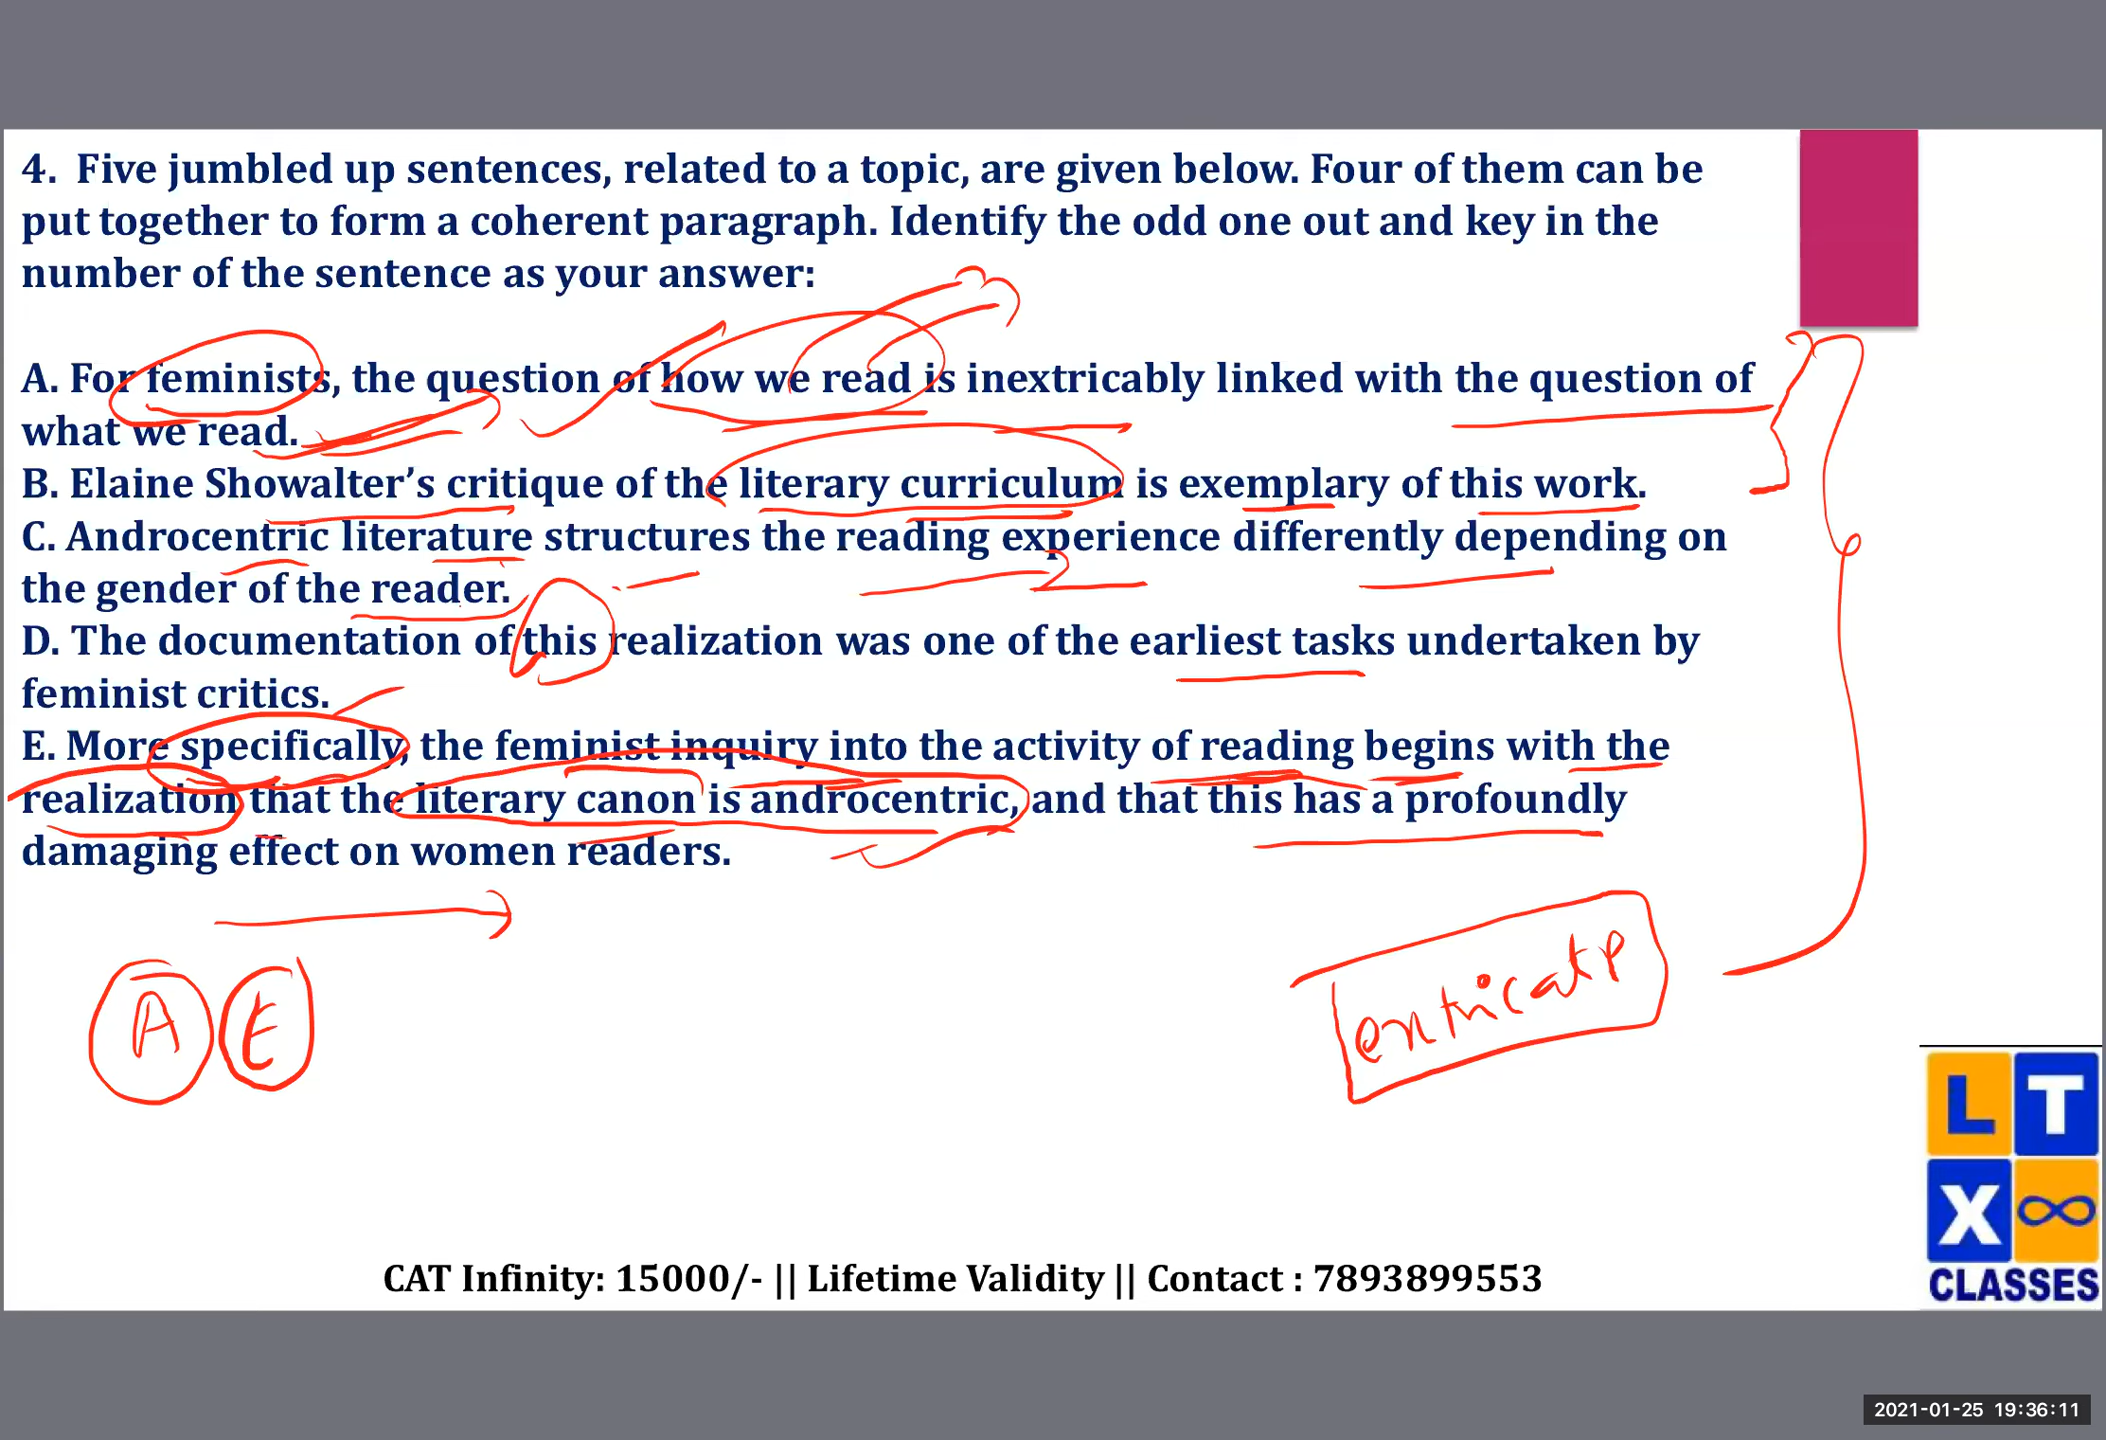 4. Five jumbled up sentences, related to a topic, are given below. Four of them can be
put together to form a coherent paragraph. Identify the odd one out and key in the
number of the sentence as your answer:
A. For feminists, the question of how we read is inextricably linked with the question of
what we read.
B. Elaine Showalter’s critique of the literary curriculum is exemplary of this work.
C. Androcentric literature structures the reading experience differently depending on
the gender of the reader.
D. The documentation of this realization was one of the earliest tasks undertaken by
feminist critics.
E. More specifically, the feminist inquiry into the activity of reading begins with the
realization that the literary canon is androcentric, and that this has a profoundly
damaging effect on women readers.
A E
L T
X ∞
CLASSES
CAT Infinity: 15000/- || Lifetime Validity || Contact : 7893899553
2021-01-25 19:36:11